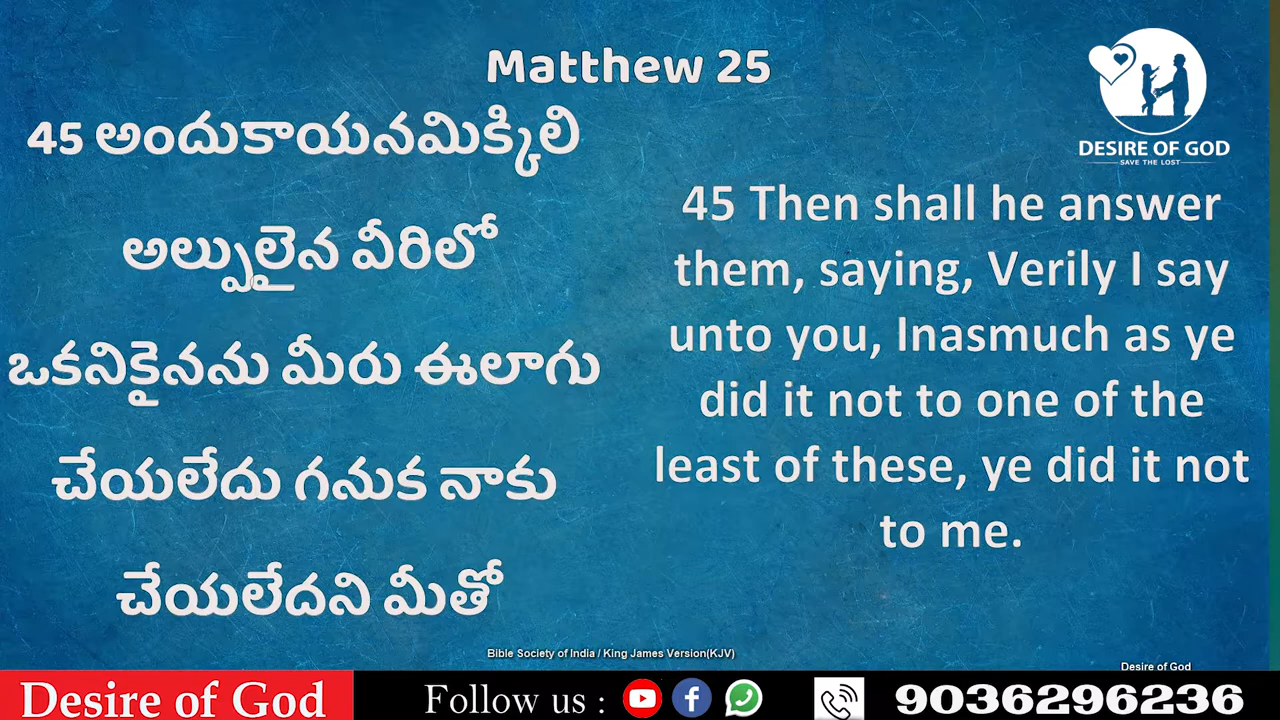 Matthew 25
45 అందుకాయనమిక్కిలి
అల్పులైన వీరిలో
ఒకనికైనను మీరు ఈలాగు
చేయలేదు గనుక నాకు
చేయలేదని మీతో
DESIRE OF GOD
SAVE THE LOST
45 Then shall he answer
them, saying, Verily I say
unto you, Inasmuch as ye
did it not to one of the
least of these, ye did it not
to me.
Bible Society of India / King James Version(KJV)
Desire of God
Desire of God
Follow us :
9036296236